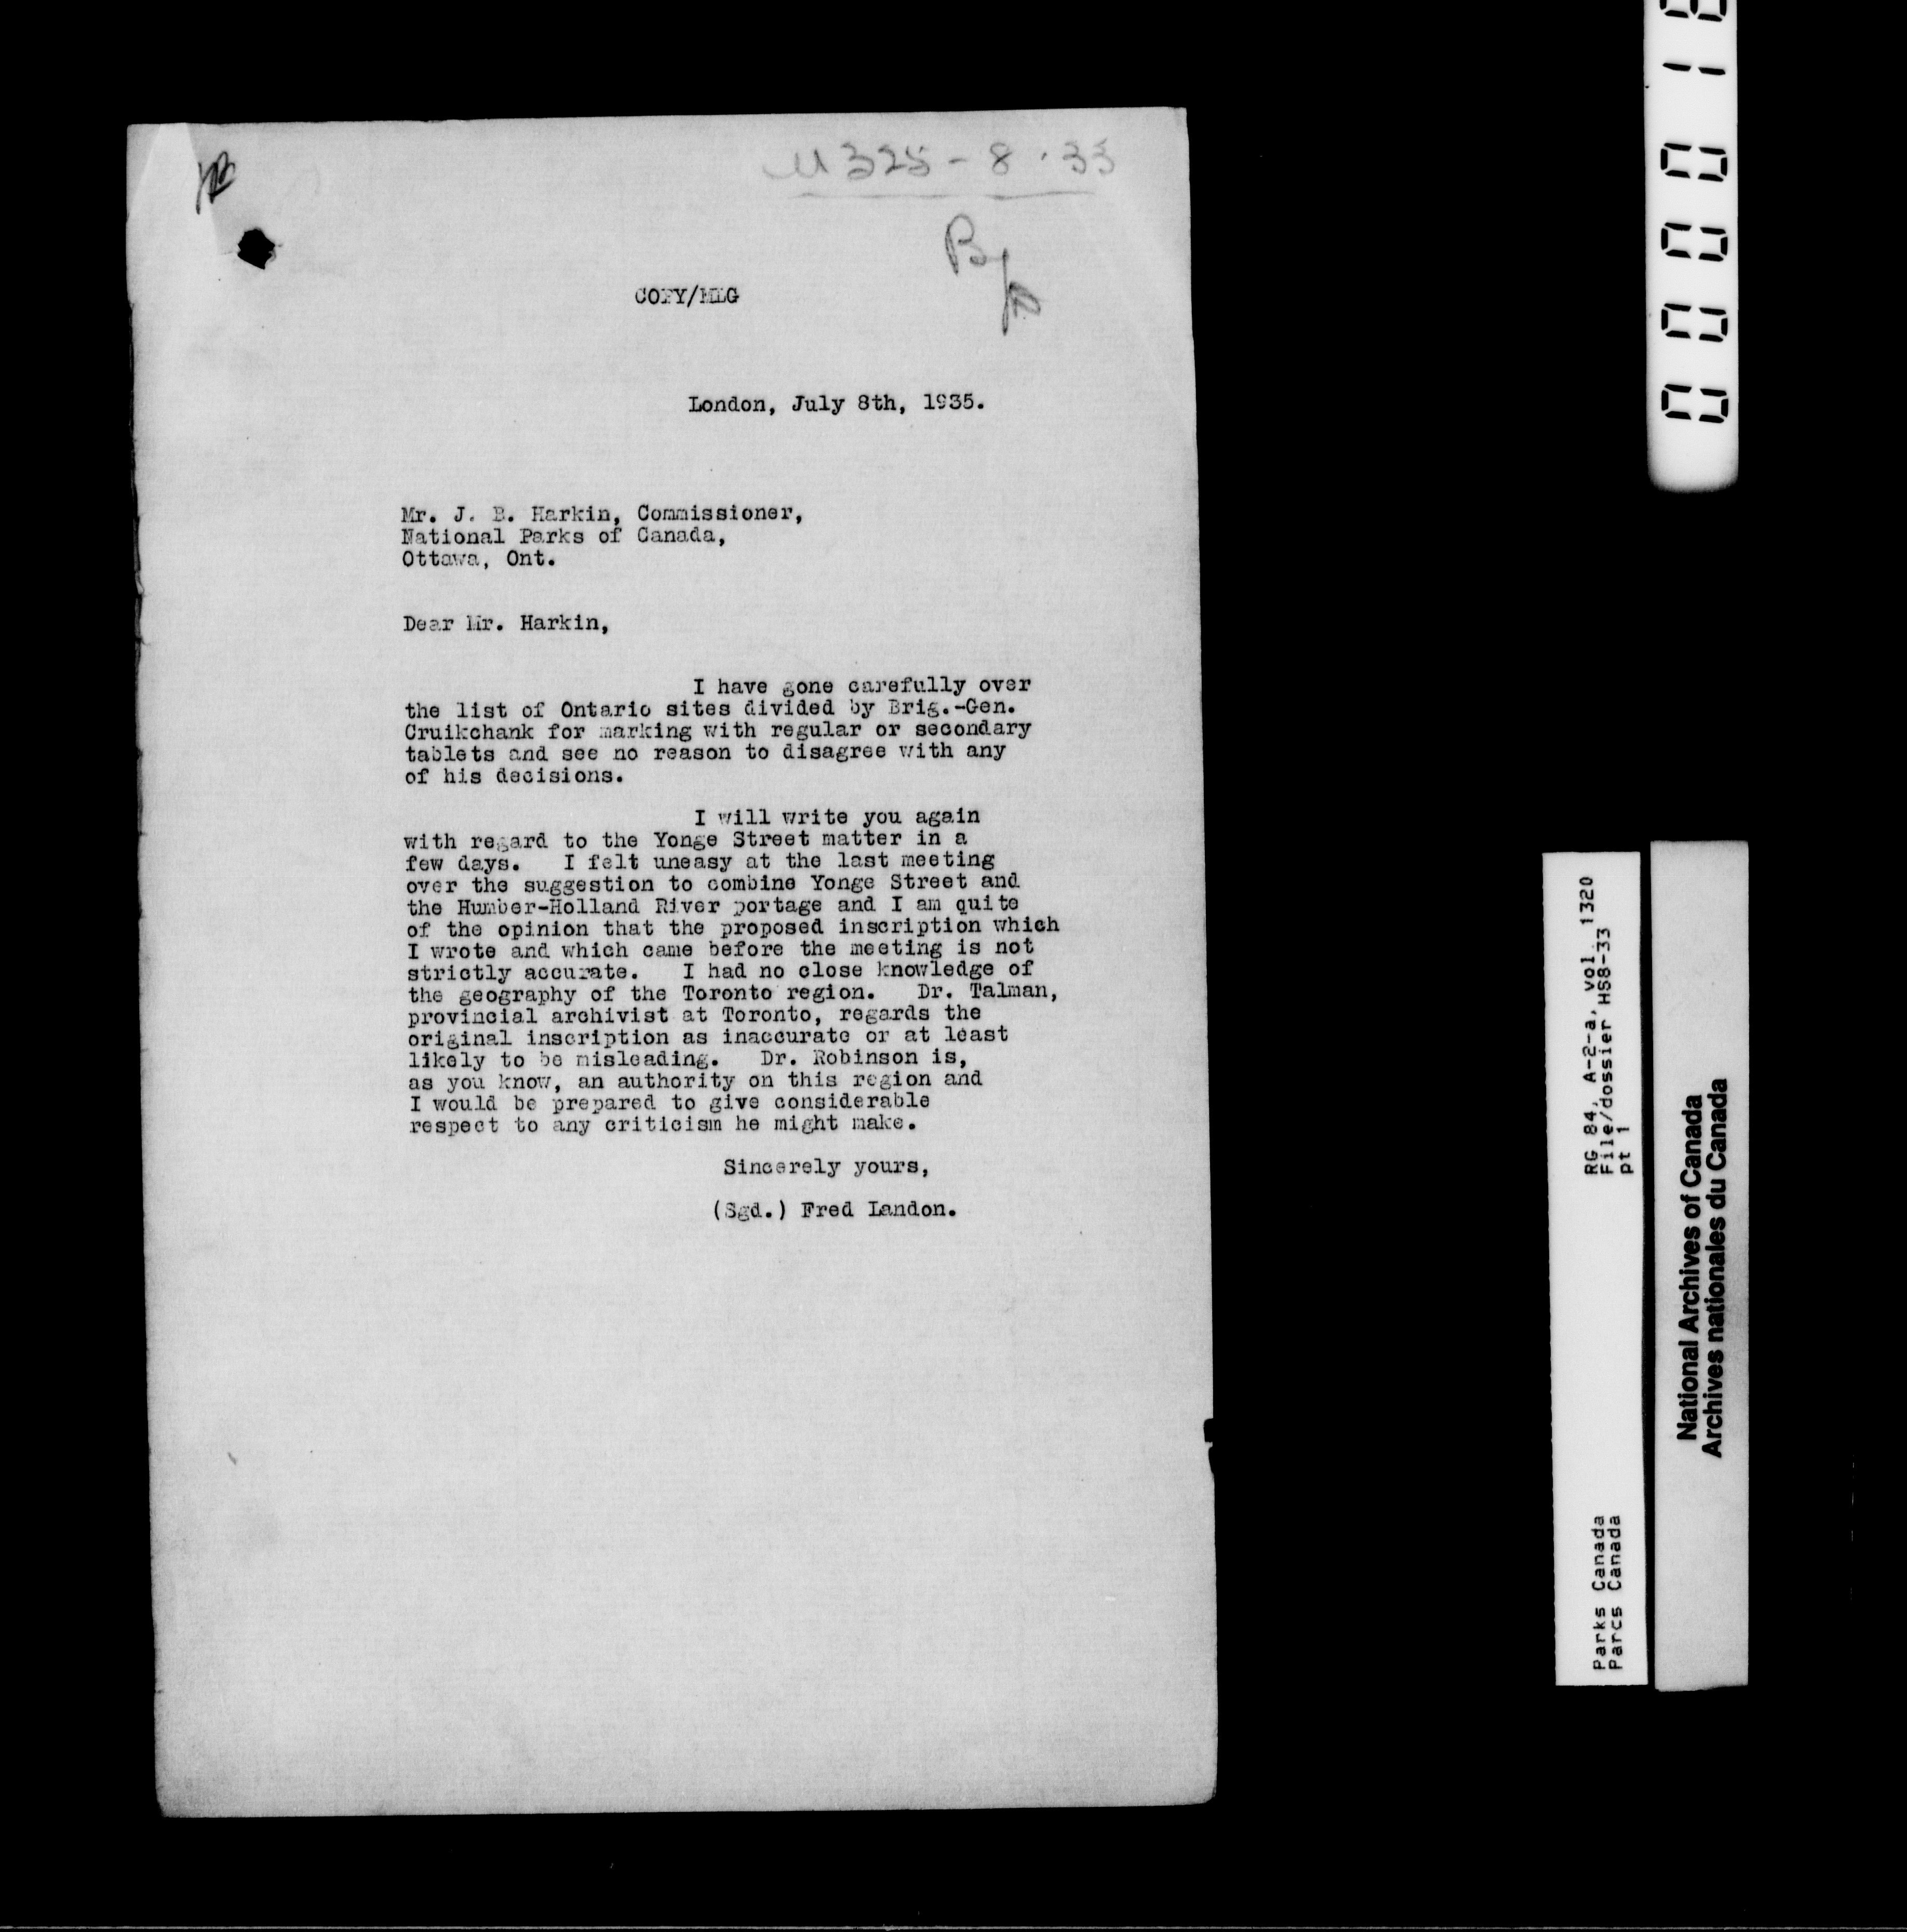 M 325-8.33
COPY/MLG
London, July 8th, 1935.
Mr. J. B. Harkin, Commissioner,
National Parks of Canada,
Ottawa, Ont.
Dear Mr. Harkin,
I have gone carefully over
the list of Ontario sites divided by Brig.-Gen.
Cruikchank for marking with regular or secondary
tablets and see no reason to disagree with any
of his decisions.
I will write you again
with regard to the Yonge Street matter in a
few days. I felt uneasy at the last meeting
over the suggestion to combine Yonge Street and
the Humber-Holland River portage and I am quite
of the opinion that the proposed inscription which
I wrote and which came before the meeting is not
strictly accurate. I had no close knowledge of
the geography of the Toronto region. Dr. Talman,
provincial archivist at Toronto, regards the
original inscription as inaccurate or at least
likely to be misleading. Dr. Robinson is,
as you know, an authority on this region and
I would be prepared to give considerable
respect to any criticism he might make.
Sincerely yours,
(Sgd.) Fred Landon.
RG 84, A-2-a, vol. 1320
File/dossier HS8-33
pt 1
Parks Canada
Parcs Canada
National Archives of Canada
Archives nationales du Canada